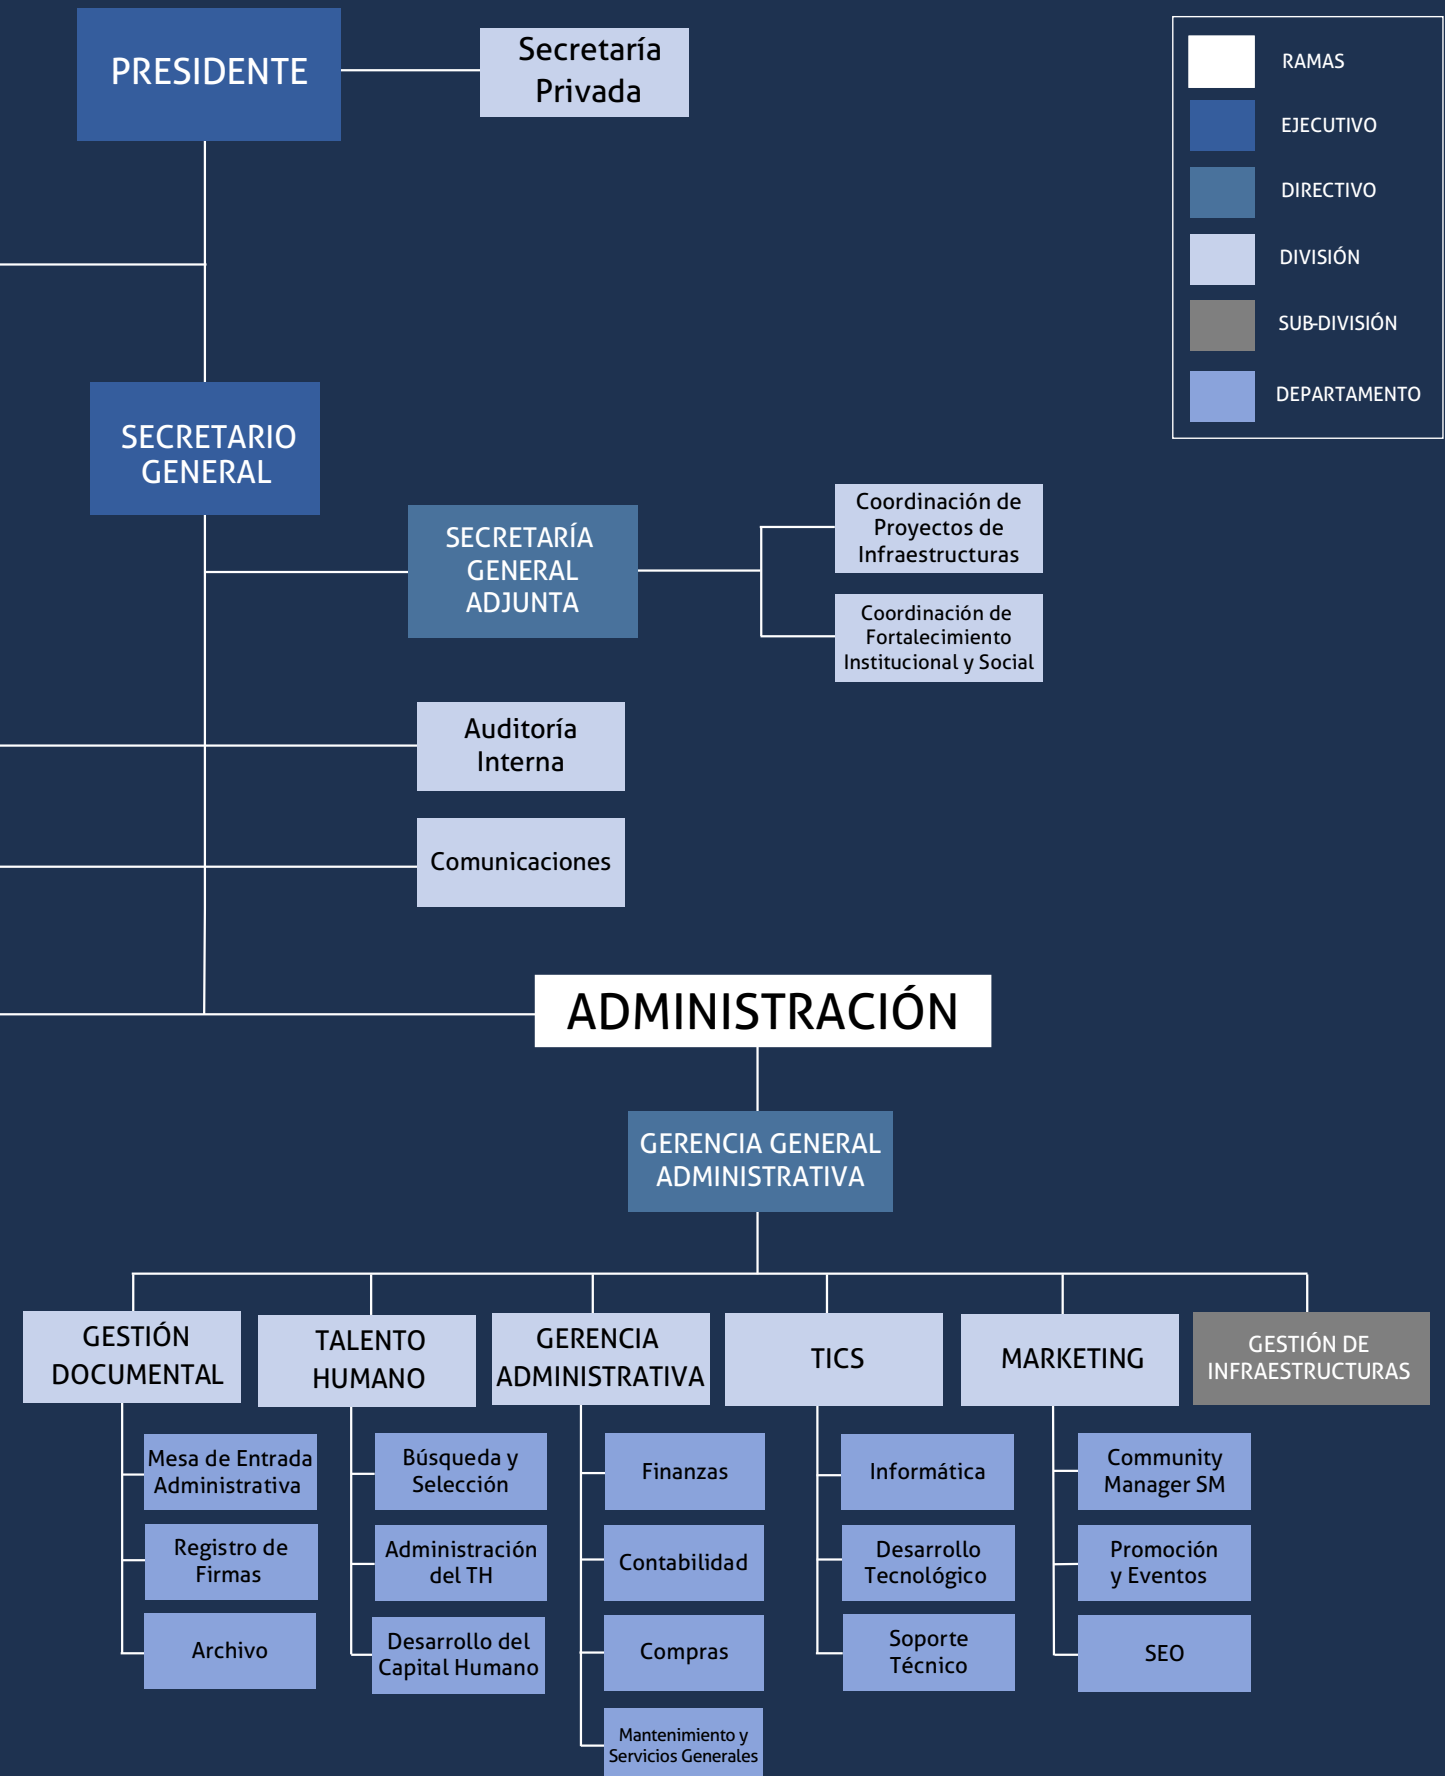 PRESIDENTE
Secretaría
Privada
RAMAS
EJECUTIVO
DIRECTIVO
DIVISIÓN
SUB-DIVISIÓN
DEPARTAMENTO
SECRETARIO
GENERAL
SECRETARÍA
GENERAL
ADJUNTA
Coordinación de
Proyectos de
Infraestructuras
Coordinación de
Fortalecimiento
Institucional y Social
Auditoría
Interna
Comunicaciones
ADMINISTRACIÓN
GERENCIA GENERAL
ADMINISTRATIVA
GESTIÓN
DOCUMENTAL
Mesa de Entrada
Administrativa
Registro de
Firmas
Archivo
TALENTO
HUMANO
Búsqueda y
Selección
Administración
del TH
Desarrollo del
Capital Humano
GERENCIA
ADMINISTRATIVA
Finanzas
Contabilidad
Compras
Mantenimiento y
Servicios Generales
TICS
Informática
Desarrollo
Tecnológico
Soporte
Técnico
MARKETING
Community
Manager SM
Promoción
y Eventos
SEO
GESTIÓN DE
INFRAESTRUCTURAS